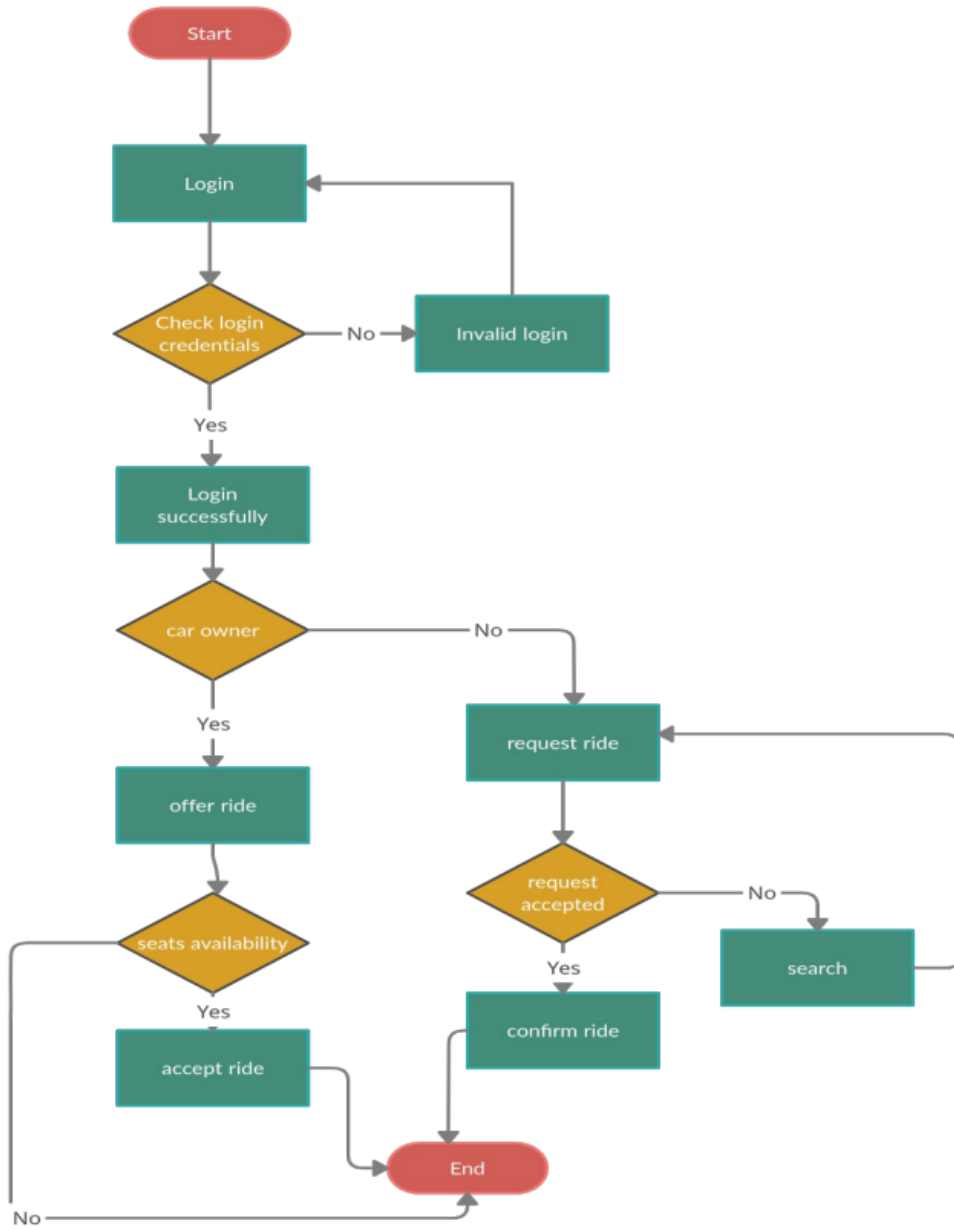 Start
Login
Check login
credentials
No
Invalid login
Yes
Login
successfully
car owner
No
Yes
request ride
offer ride
request
accepted
No
seats availability
search
Yes
Yes
confirm ride
accept ride
End
No